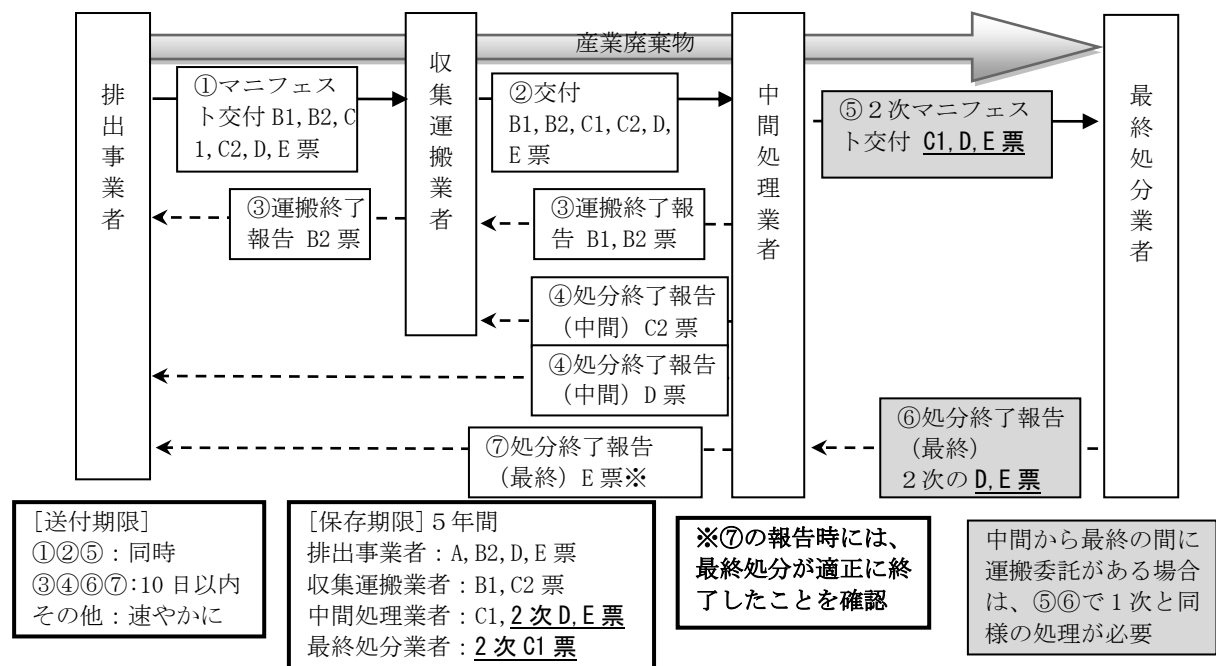 産業廃棄物
排出事業者
①マニフェス
ト交付 B1, B2, C
1, C2, D, E 票
収集運搬業者
②交付
B1, B2, C1, C2, D,
E 票
中間処理業者
⑤２次マニフェス
ト交付 C1, D, E 票
最終処分業者
③運搬終了
報告 B2 票
③運搬終了報
告 B1, B2 票
④処分終了報告
（中間）C2 票
④処分終了報告
（中間）D 票
⑦処分終了報告
（最終）E 票※
⑥処分終了報告
（最終）
２次の D, E 票
[送付期限]
①②⑤：同時
③④⑥⑦:10 日以内
その他：速やかに
[保存期限]５年間
排出事業者：A, B2, D, E 票
収集運搬業者：B1, C2 票
中間処理業者：C1, 2 次 D, E 票
最終処分業者：2 次 C1 票
※⑦の報告時には、
最終処分が適正に終
了したことを確認
中間から最終の間に
運搬委託がある場合
は、⑤⑥で１次と同
様の処理が必要